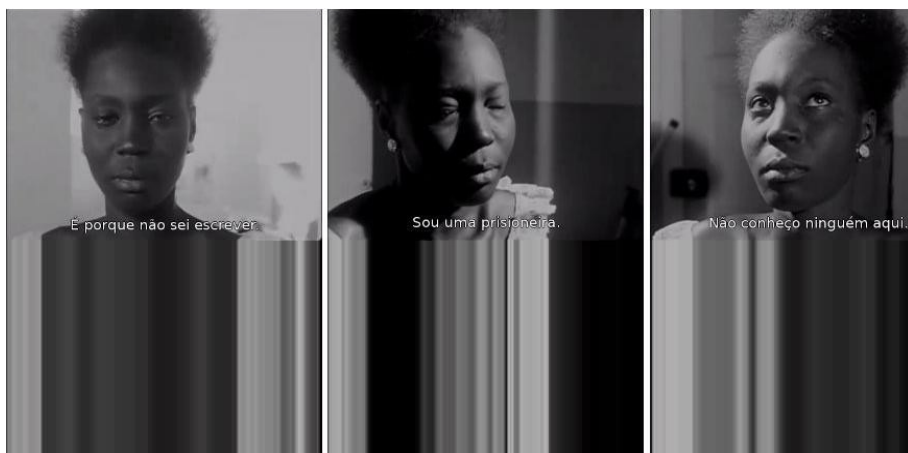 É porque não sei escrever
Sou uma prisioneira.
Não conheço ninguém aqui.